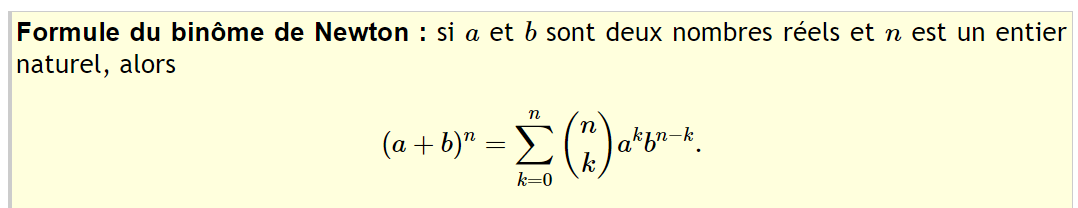 Formule du binôme de Newton : si a et b sont deux nombres réels et n est un entier
naturel, alors
(a + b)^n = \sum_{k=0}^{n} \binom{n}{k} a^k b^{n-k}.